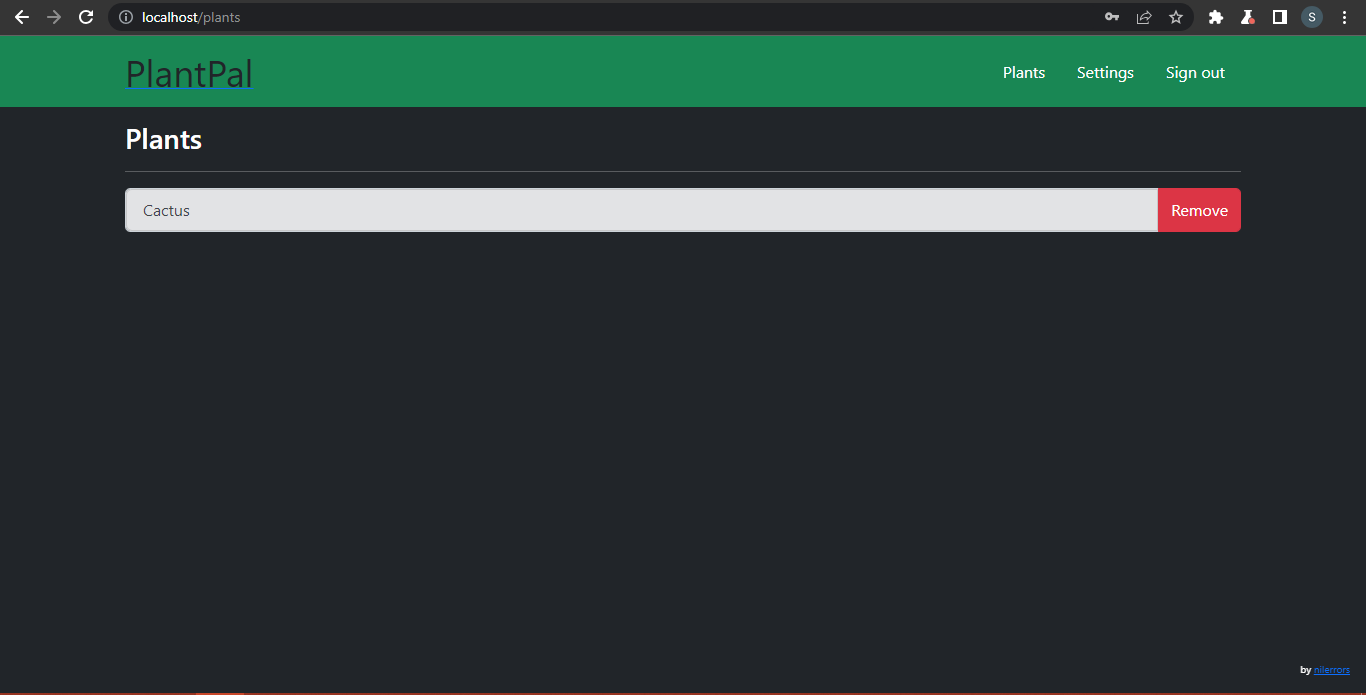 localhost/plants
S
PlantPal
Plants
Settings
Sign out
Plants
Cactus
Remove
by nilerrors